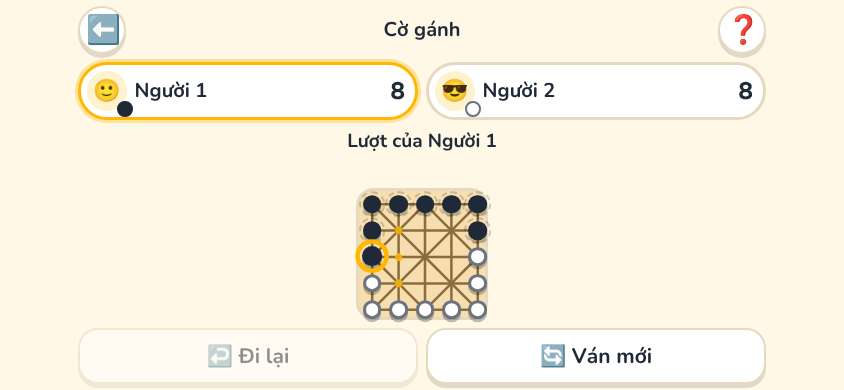 Cờ gánh
Người 1
8
Người 2
8
Lượt của Người 1
Đi lại
Ván mới